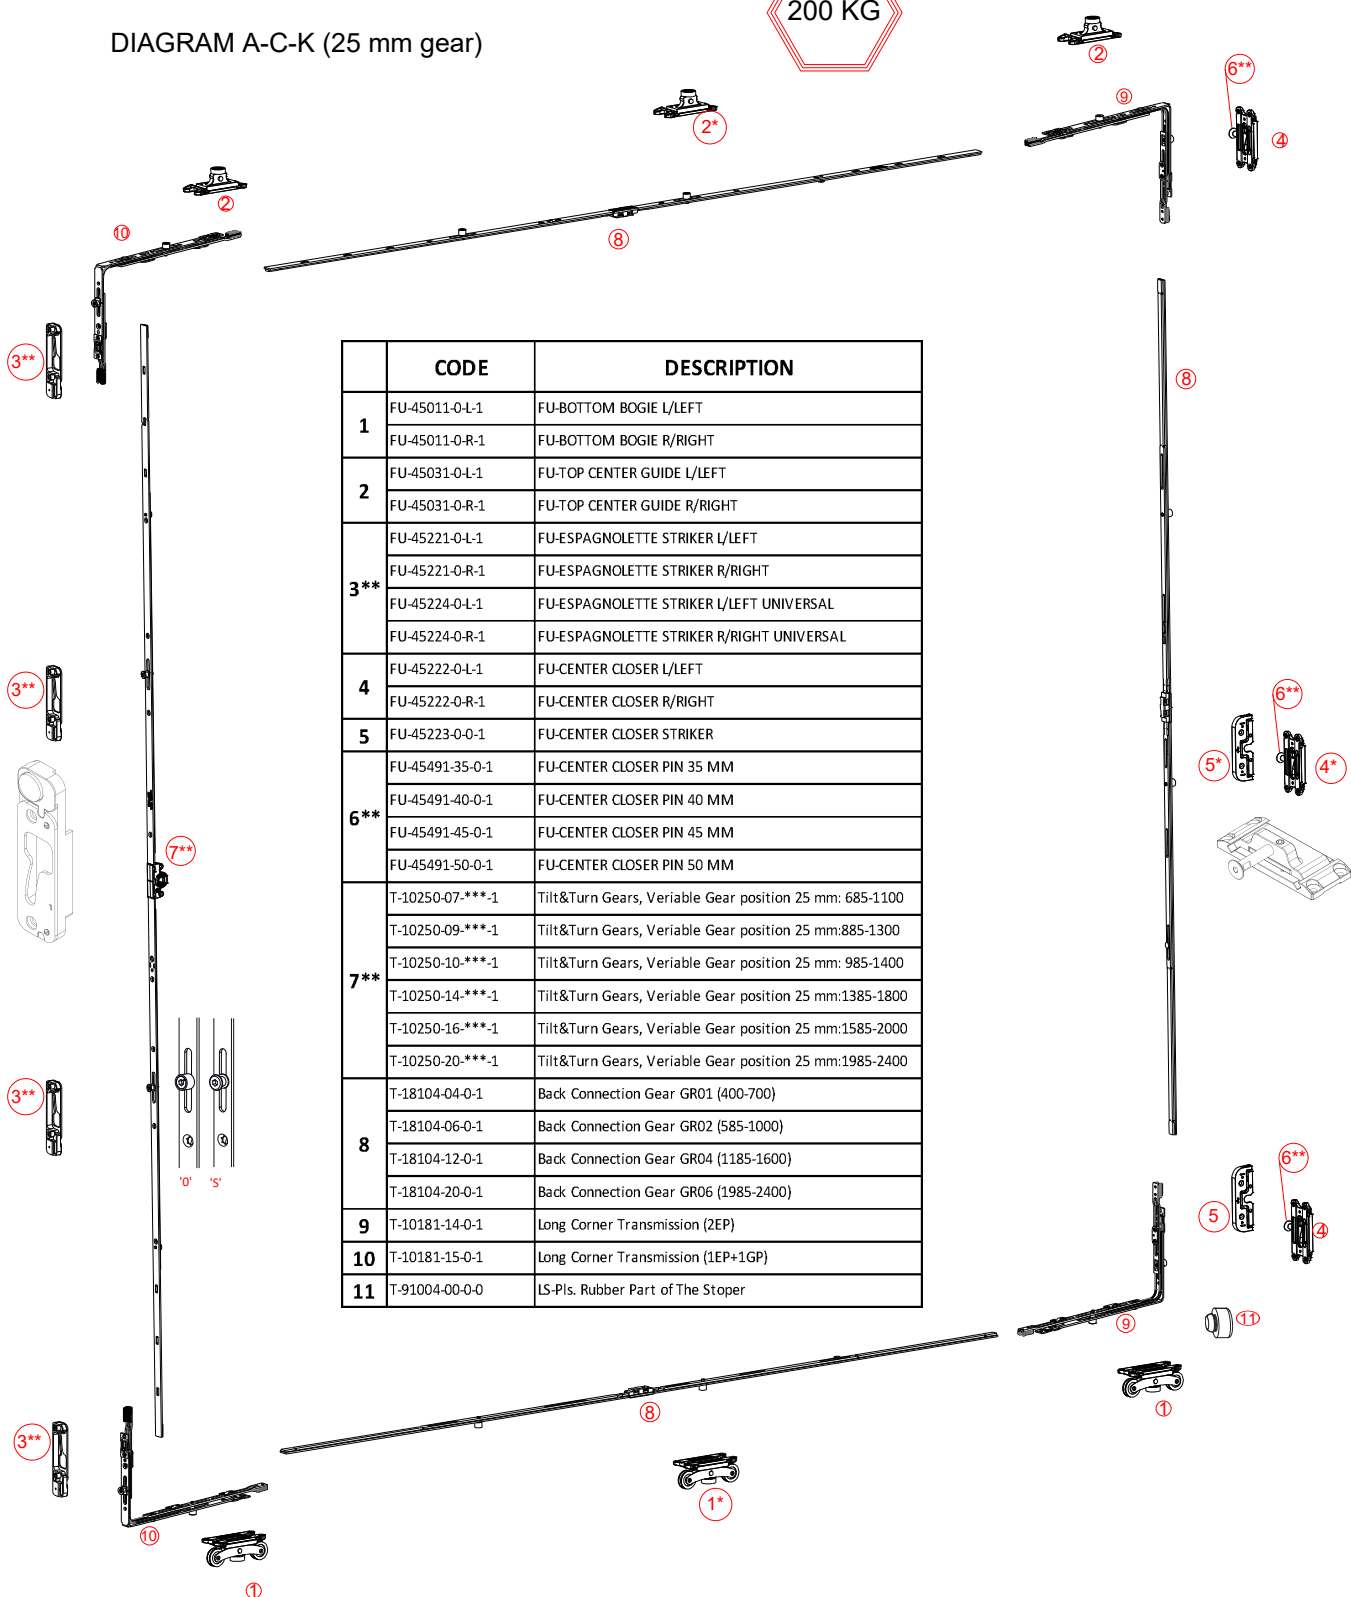 200 KG
DIAGRAM A-C-K (25 mm gear)
2
6**
9
2*
4
2
10
8
3**
8
CODE DESCRIPTION
1
FU-45011-0-L-1 FU-BOTTOM BOGIE L/LEFT
FU-45011-0-R-1 FU-BOTTOM BOGIE R/RIGHT
2
FU-45031-0-L-1 FU-TOP CENTER GUIDE L/LEFT
FU-45031-0-R-1 FU-TOP CENTER GUIDE R/RIGHT
3**
FU-45221-0-L-1 FU-ESPAGNOLETTE STRIKER L/LEFT
FU-45221-0-R-1 FU-ESPAGNOLETTE STRIKER R/RIGHT
FU-45224-0-L-1 FU-ESPAGNOLETTE STRIKER L/LEFT UNIVERSAL
FU-45224-0-R-1 FU-ESPAGNOLETTE STRIKER R/RIGHT UNIVERSAL
4
FU-45222-0-L-1 FU-CENTER CLOSER L/LEFT
FU-45222-0-R-1 FU-CENTER CLOSER R/RIGHT
5 FU-45223-0-0-1 FU-CENTER CLOSER STRIKER
6**
FU-45491-35-0-1 FU-CENTER CLOSER PIN 35 MM
FU-45491-40-0-1 FU-CENTER CLOSER PIN 40 MM
FU-45491-45-0-1 FU-CENTER CLOSER PIN 45 MM
FU-45491-50-0-1 FU-CENTER CLOSER PIN 50 MM
7**
T-10250-07-***-1 Tilt&Turn Gears, Veriable Gear position 25 mm: 685-1100
T-10250-09-***-1 Tilt&Turn Gears, Veriable Gear position 25 mm:885-1300
T-10250-10-***-1 Tilt&Turn Gears, Veriable Gear position 25 mm: 985-1400
T-10250-14-***-1 Tilt&Turn Gears, Veriable Gear position 25 mm:1385-1800
T-10250-16-***-1 Tilt&Turn Gears, Veriable Gear position 25 mm:1585-2000
T-10250-20-***-1 Tilt&Turn Gears, Veriable Gear position 25 mm:1985-2400
8
T-18104-04-0-1 Back Connection Gear GR01 (400-700)
T-18104-06-0-1 Back Connection Gear GR02 (585-1000)
T-18104-12-0-1 Back Connection Gear GR04 (1185-1600)
T-18104-20-0-1 Back Connection Gear GR06 (1985-2400)
9 T-10181-14-0-1 Long Corner Transmission (2EP)
10 T-10181-15-0-1 Long Corner Transmission (1EP+1GP)
11 T-91004-00-0-0 LS-Pls. Rubber Part of The Stoper
3**
6**
5*
4*
7**
3**
'O' 'S'
6**
5
4
11
9
8
1
3**
1*
10
1